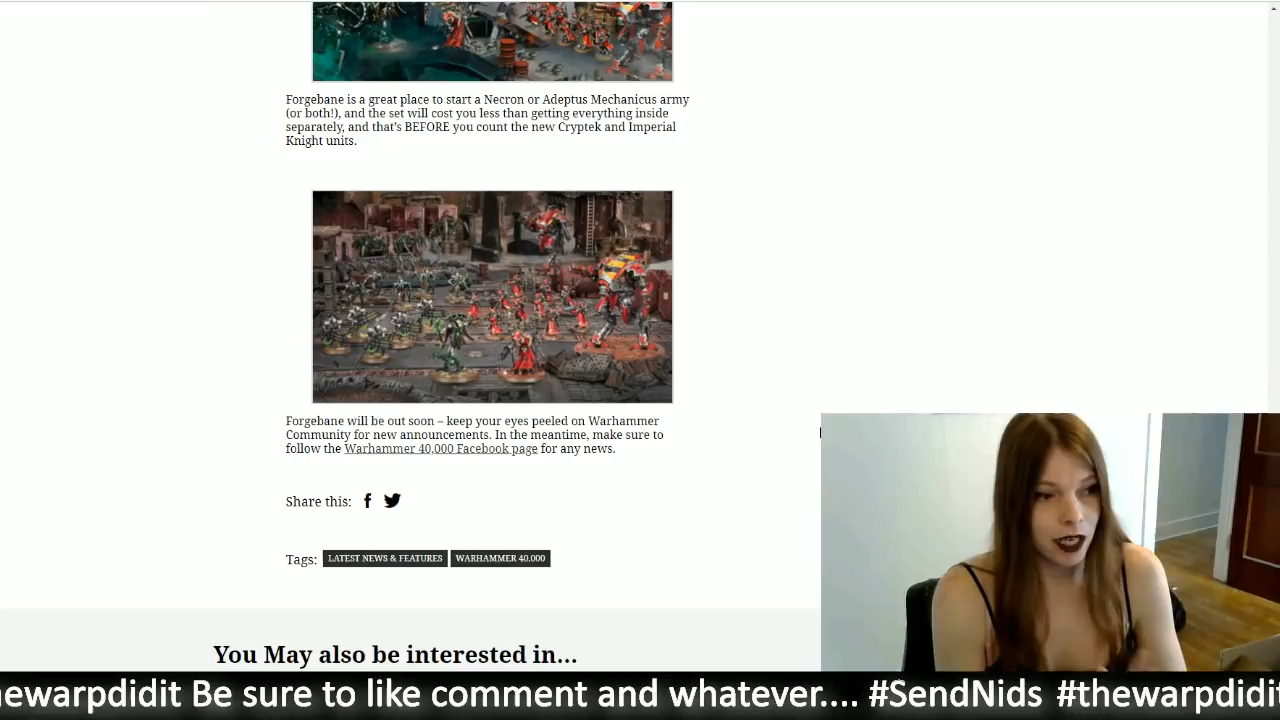 Forgebane is a great place to start a Necron or Adeptus Mechanicus army
(or both!), and the set will cost you less than getting everything inside
separately, and that's BEFORE you count the new Cryptek and Imperial
Knight units.
Forgebane will be out soon – keep your eyes peeled on Warhammer
Community for new announcements. In the meantime, make sure to
follow the Warhammer 40,000 Facebook page for any news.
Share this:
Tags: LATEST NEWS & FEATURES WARHAMMER 40,000
You May also be interested in...
hewarpdidit Be sure to like comment and whatever.... #SendNids #thewarpdidit